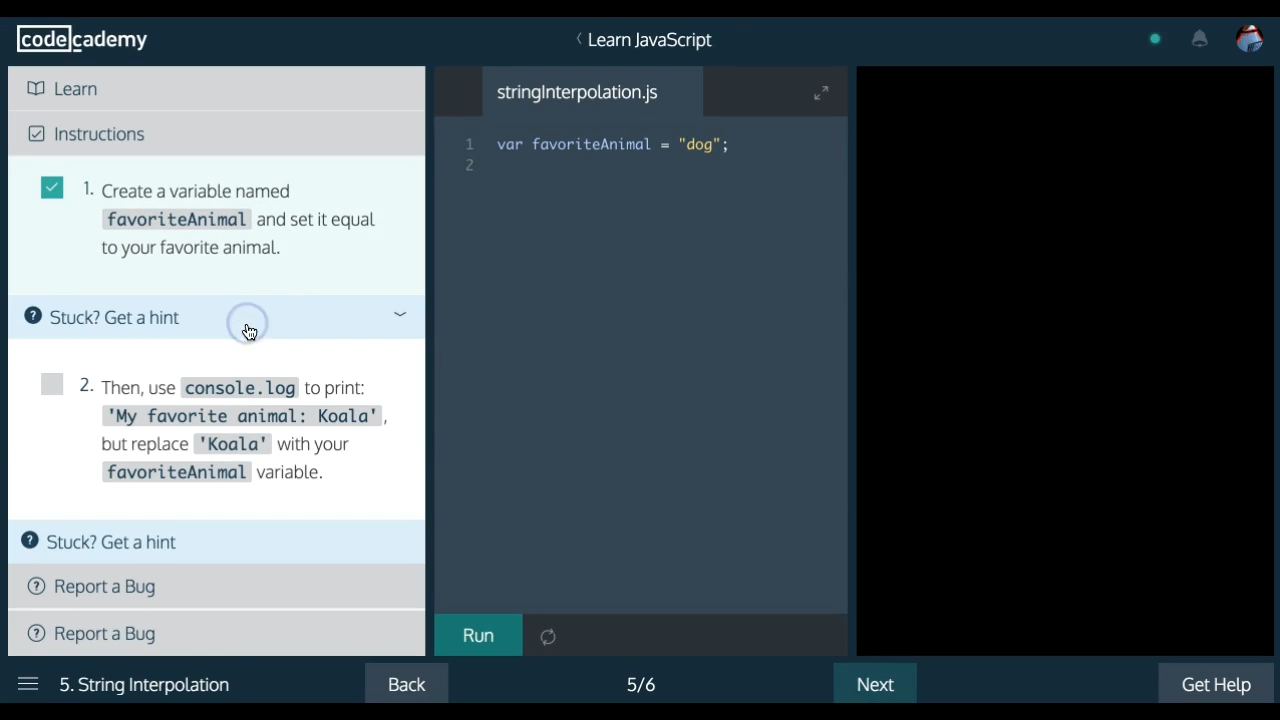 codecademy
Learn JavaScript
Learn
Instructions
1. Create a variable named
favoriteAnimal and set it equal
to your favorite animal.
Stuck? Get a hint
2. Then, use console.log to print:
'My favorite animal: Koala',
but replace 'Koala' with your
favoriteAnimal variable.
Stuck? Get a hint
Report a Bug
Report a Bug
stringInterpolation.js
1 var favoriteAnimal = "dog";
2
Run
5. String Interpolation
Back
5/6
Next
Get Help